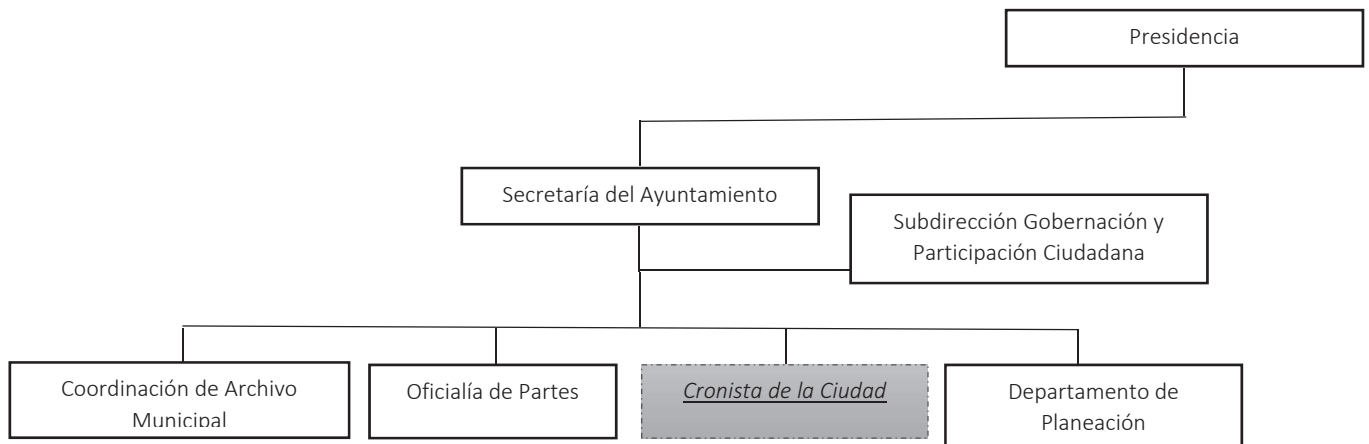 Presidencia
Secretaría del Ayuntamiento
Subdirección Gobernación y
Participación Ciudadana
Coordinación de Archivo
Municipal
Oficialía de Partes
Cronista de la Ciudad
Departamento de
Planeación